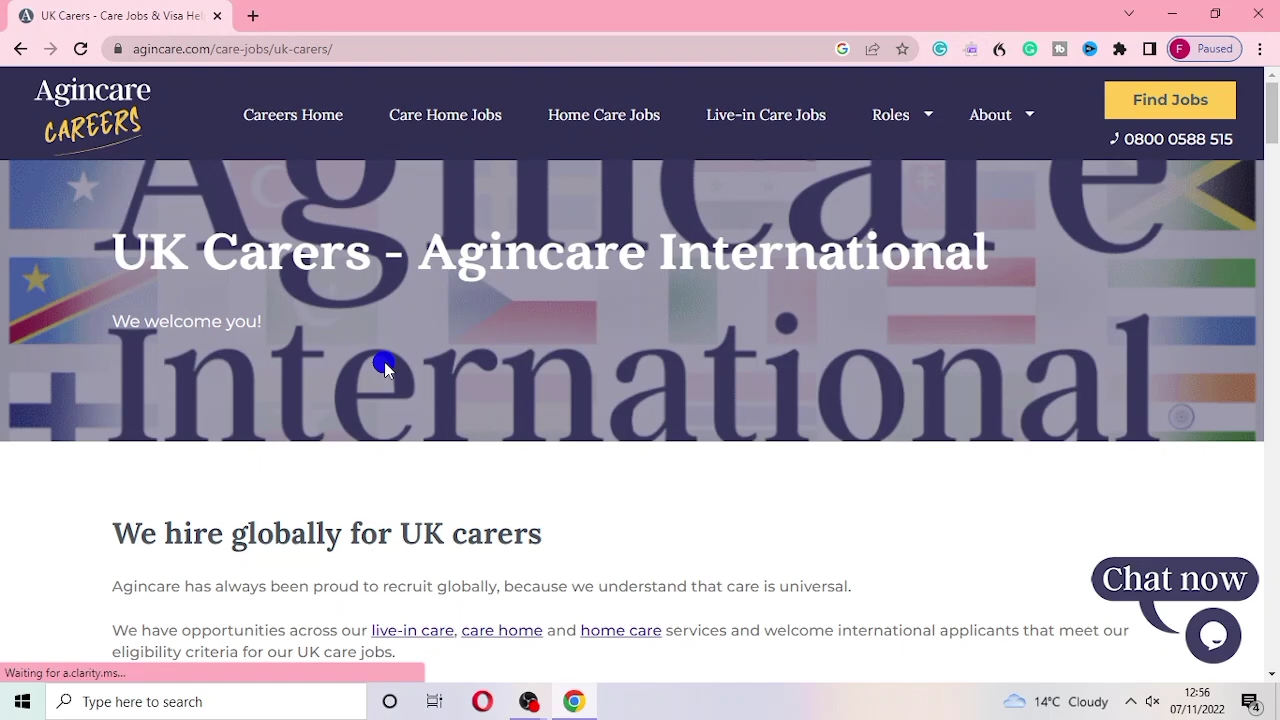 UK Carers - Care Jobs & Visa Hel
agincare.com/care-jobs/uk-carers/
F Paused
Agincare
CAREERS
Careers Home
Care Home Jobs
Home Care Jobs
Live-in Care Jobs
Roles
About
Find Jobs
0800 0588 515
Agincare
International
UK Carers - Agincare International
We welcome you!
We hire globally for UK carers
Agincare has always been proud to recruit globally, because we understand that care is universal.
We have opportunities across our live-in care, care home and home care services and welcome international applicants that meet our
eligibility criteria for our UK care jobs.
Chat now
Waiting for a.clarity.ms...
Type here to search
14°C Cloudy
12:56
07/11/2022
4